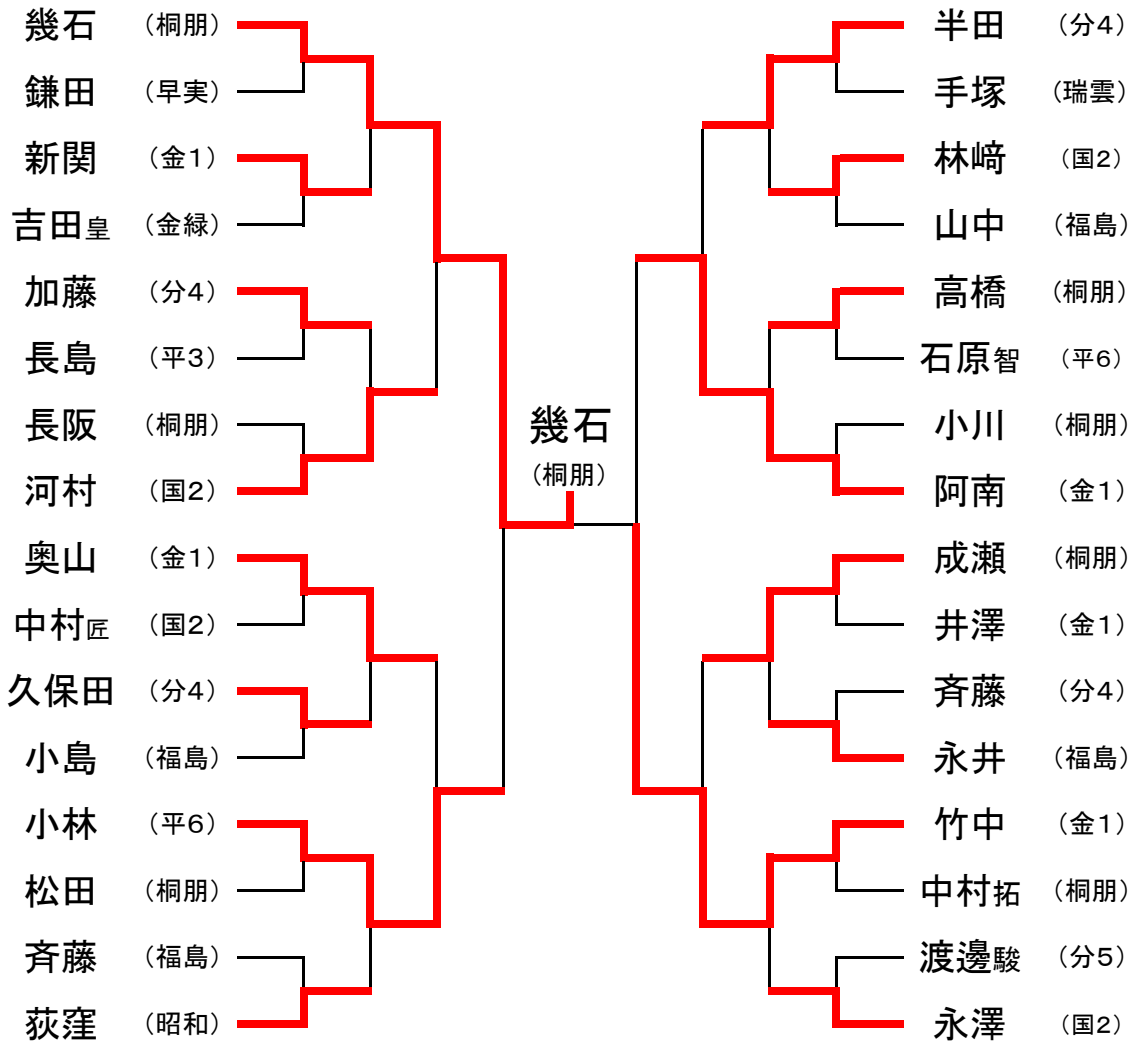 幾石 （桐朋）
鎌田 （早実）
新関 （金1）
吉田皇 （金緑）
加藤 （分4）
長島 （平3）
長阪 （桐朋）
河村 （国2）
奥山 （金1）
中村匠 （国2）
久保田 （分4）
小島 （福島）
小林 （平6）
松田 （桐朋）
斉藤 （福島）
荻窪 （昭和）
幾石
（桐朋）
半田 （分4）
手塚 （瑞雲）
林﨑 （国2）
山中 （福島）
高橋 （桐朋）
石原智 （平6）
小川 （桐朋）
阿南 （金1）
成瀬 （桐朋）
井澤 （金1）
斉藤 （分4）
永井 （福島）
竹中 （金1）
中村拓 （桐朋）
渡邊駿 （分5）
永澤 （国2）